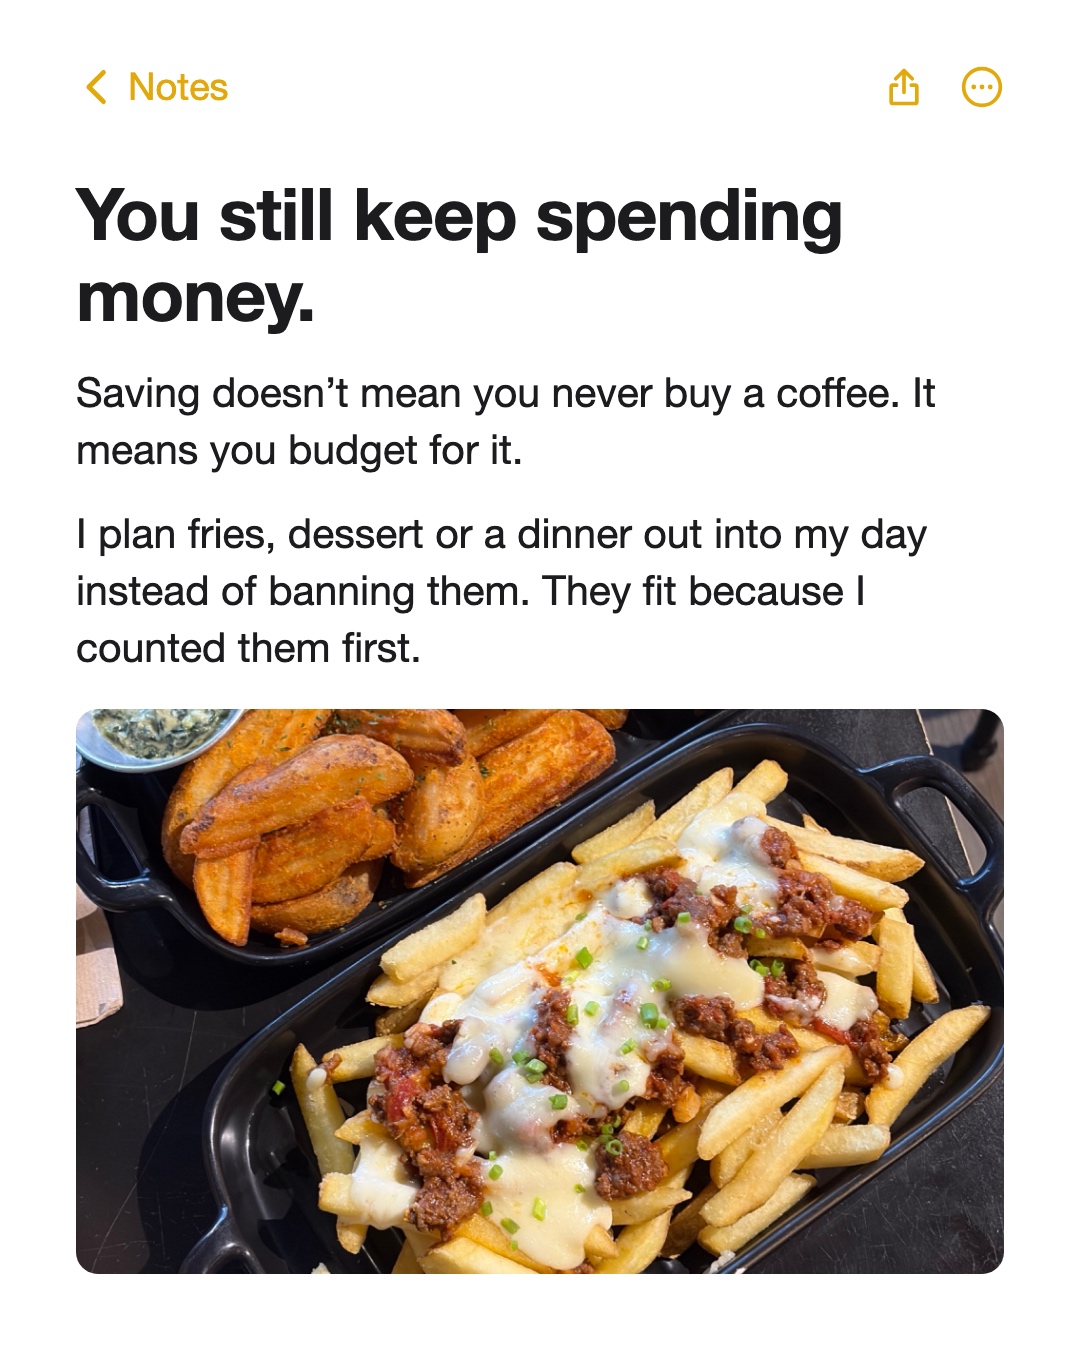 Notes
You still keep spending
money.
Saving doesn’t mean you never buy a coffee. It
means you budget for it.
I plan fries, dessert or a dinner out into my day
instead of banning them. They fit because I
counted them first.